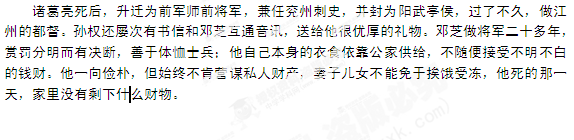 诸葛亮死后，升迁为前军师前将军，兼任兖州刺史，并封为阳武亭侯，过了不久，做江
州的都督。孙权还屡次有书信和邓芝互通音讯，送给他很优厚的礼物。邓芝做将军二十多年，
赏罚分明而有决断，善于体恤士兵；他自己本身的衣食依靠公家供给，不随便接受不明不白
的钱财。他一向俭朴，但始终不肯营谋私人财产，妻子儿女不能免于挨饿受冻，他死的那一
天，家里没有剩下什么财物。